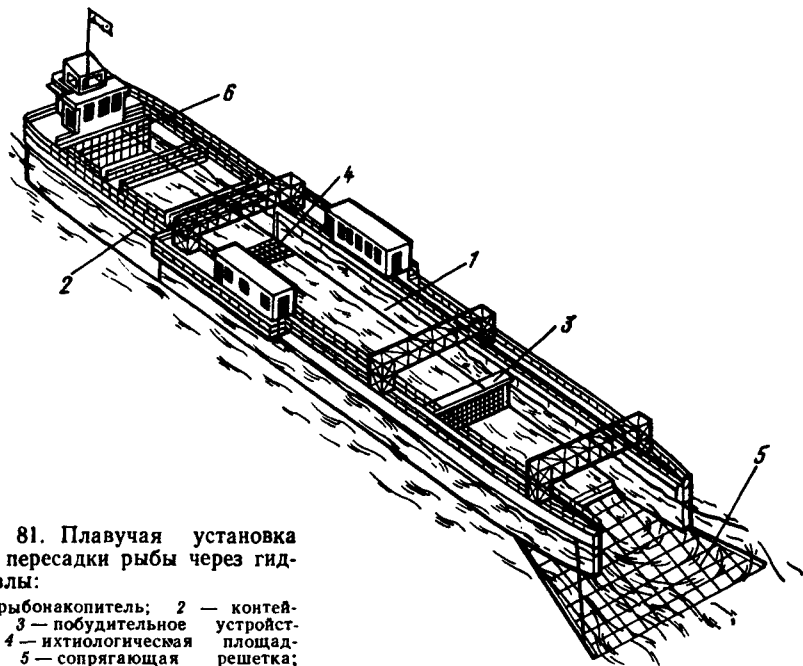 6
4
1
2
3
5
81. Плавучая установка
пересадки рыбы через гид-
злы:
рыбонакопитель; 2 — контей-
3 — побудительное устройст-
4 — ихтиологическая площад-
5 — сопрягающая решетка;